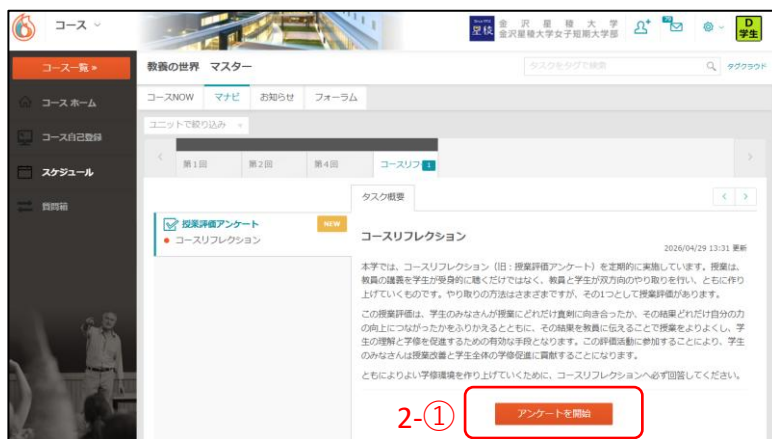 コース
星稜
金沢星稜大学
金沢星稜大学女子短期大学部
D
学生
コース一覧 »
教養の世界 マスター
タスクをタグで検索
タグクラウド
コース ホーム
コース自己登録
スケジュール
質問箱
コースNOW
マナビ
お知らせ
フォーラム
ユニットで絞り込み
第1回
第2回
第4回
コースリフ
1
タスク概要
授業評価アンケート
NEW
コースリフレクション
コースリフレクション
2026/04/29 13:31 更新
本学では、コースリフレクション（旧：授業評価アンケート）を定期的に実施しています。授業は、
教員の講義を学生が受身的に聴くだけではなく、教員と学生が双方向のやり取りを行い、ともに作り
上げていくものです。やり取りの方法はさまざまですが、その1つとして授業評価があります。
この授業評価は、学生のみなさんが授業にどれだけ真剣に向き合ったか、その結果どれだけ自分の力
の向上につながったかをふりかえるとともに、その結果を教員に伝えることで授業をよりよくし、学
生の理解と学修を促進するための有効な手段となります。この評価活動に参加することにより、学生
のみなさんは授業改善と学生全体の学修促進に貢献することになります。
ともによりよい学修環境を作り上げていくために、コースリフレクションへ必ず回答してください。
2-①
アンケートを開始